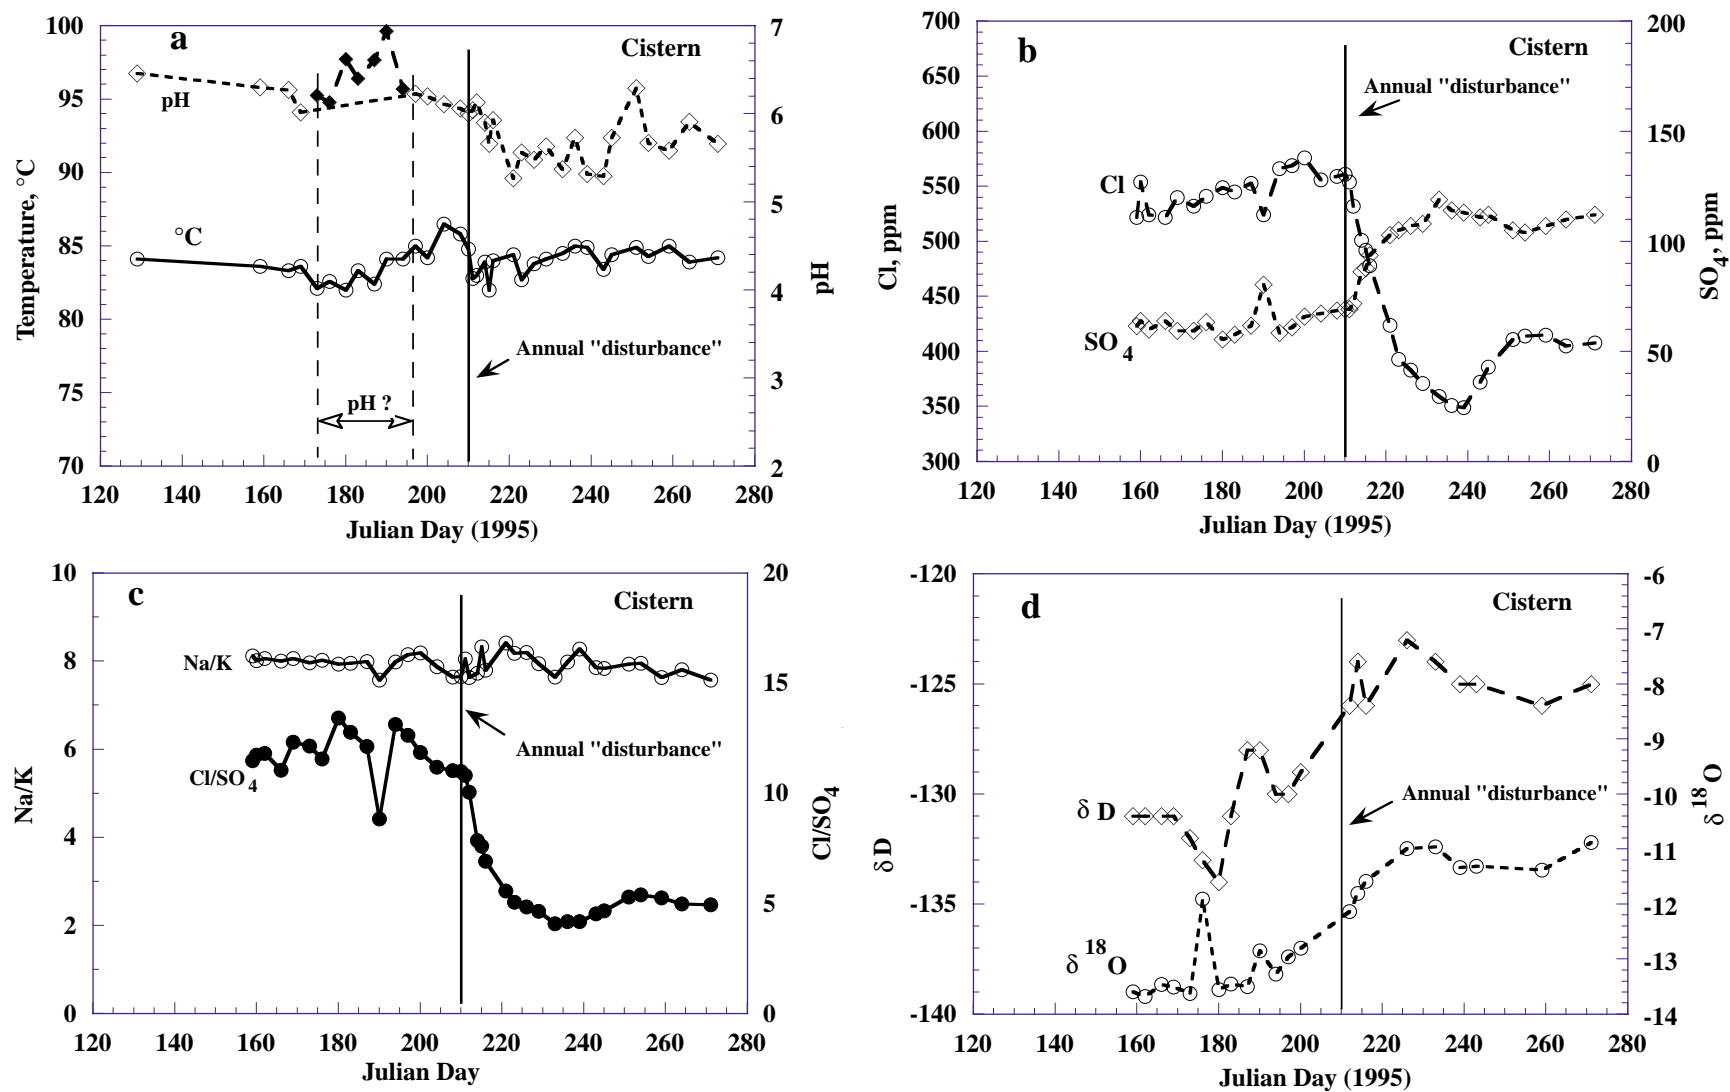 a
Cistern
100
95
90
85
80
75
70
Temperature, °C
7
6
5
4
3
2
pH
pH
°C
Annual "disturbance"
pH ?
120 140 160 180 200 220 240 260 280
Julian Day (1995)
b
Cistern
700
650
600
550
500
450
400
350
300
Cl, ppm
200
150
100
50
0
SO4, ppm
Annual "disturbance"
Cl
SO4
120 140 160 180 200 220 240 260 280
Julian Day (1995)
c
Cistern
10
8
6
4
2
0
Na/K
20
15
10
5
0
Cl/SO4
Na/K
Annual "disturbance"
Cl/SO4
120 140 160 180 200 220 240 260 280
Julian Day
d
Cistern
-120
-125
-130
-135
-140
δ D
-6
-7
-8
-9
-10
-11
-12
-13
-14
δ 18O
δ D
Annual "disturbance"
δ 18O
120 140 160 180 200 220 240 260 280
Julian Day (1995)